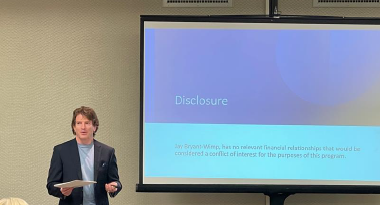 Disclosure
has no relevant financial relationships that would be
considered a conflict of interest for the purposes of this program.